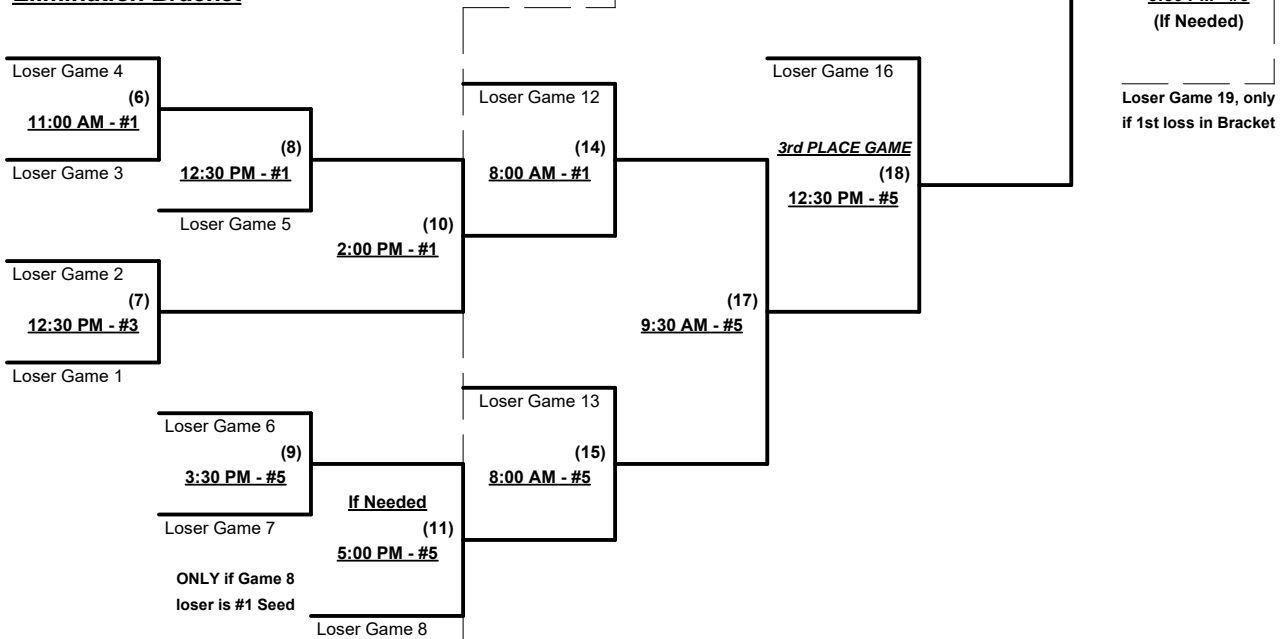 Elimination Bracket
(If Needed)
Loser Game 19, only
if 1st loss in Bracket
Loser Game 4
(6)
11:00 AM - #1
Loser Game 3
(8)
12:30 PM - #1
Loser Game 5
Loser Game 2
(7)
12:30 PM - #3
Loser Game 1
(10)
2:00 PM - #1
Loser Game 12
(14)
8:00 AM - #1
Loser Game 16
3rd PLACE GAME
(18)
12:30 PM - #5
(17)
9:30 AM - #5
Loser Game 6
(9)
3:30 PM - #5
Loser Game 7
If Needed
(11)
5:00 PM - #5
ONLY if Game 8
loser is #1 Seed
Loser Game 8
Loser Game 13
(15)
8:00 AM - #5